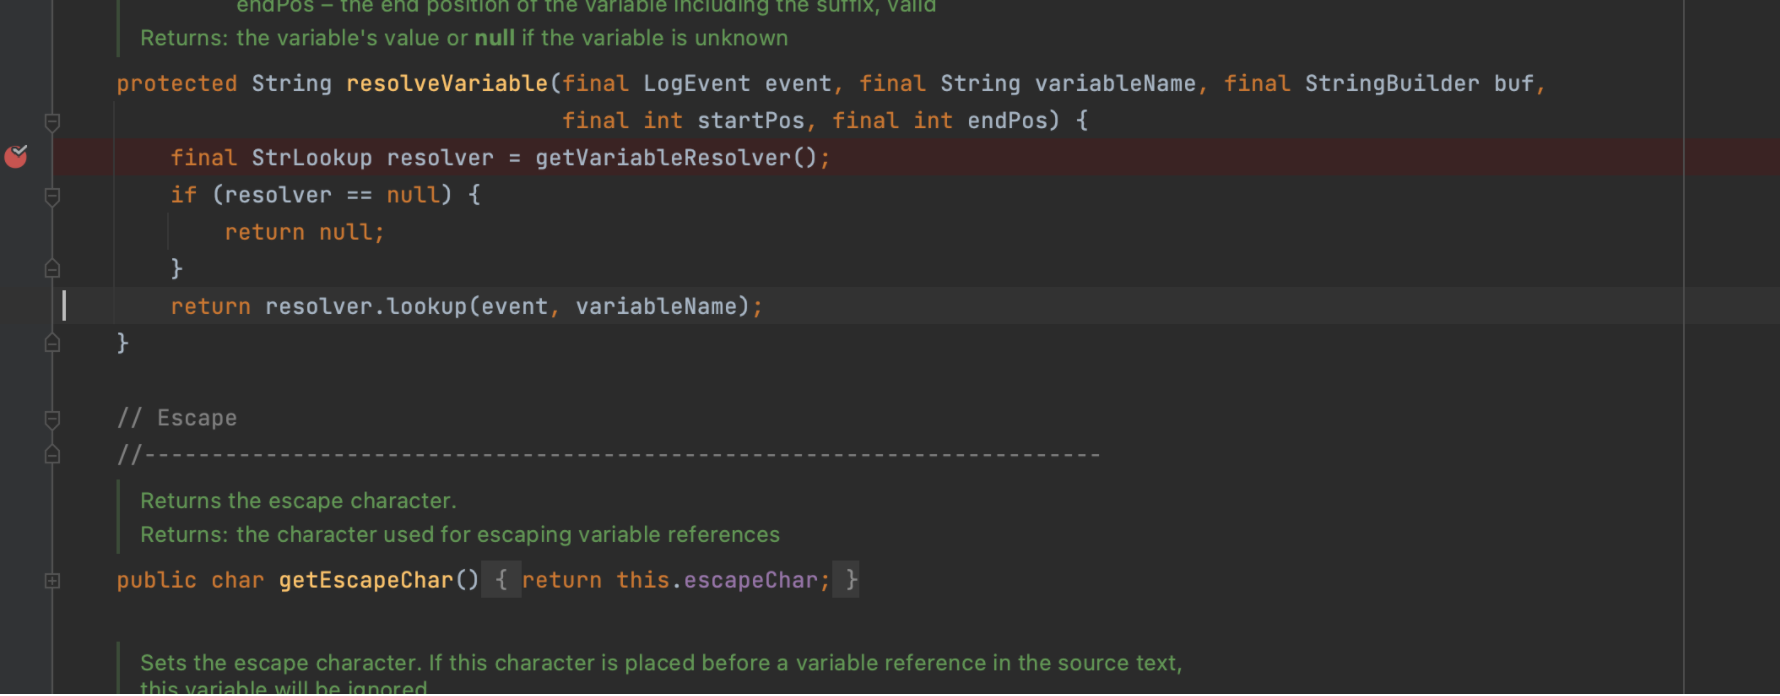 endPos – the end position of the variable including the suffix, valid
Returns: the variable's value or null if the variable is unknown
protected String resolveVariable(final LogEvent event, final String variableName, final StringBuilder buf,
final int startPos, final int endPos) {
final StrLookup resolver = getVariableResolver();
if (resolver == null) {
return null;
}
return resolver.lookup(event, variableName);
}
// Escape
//-----------------------------------------------------------------------
Returns the escape character.
Returns: the character used for escaping variable references
public char getEscapeChar() { return this.escapeChar; }
Sets the escape character. If this character is placed before a variable reference in the source text,
this variable will be ignored